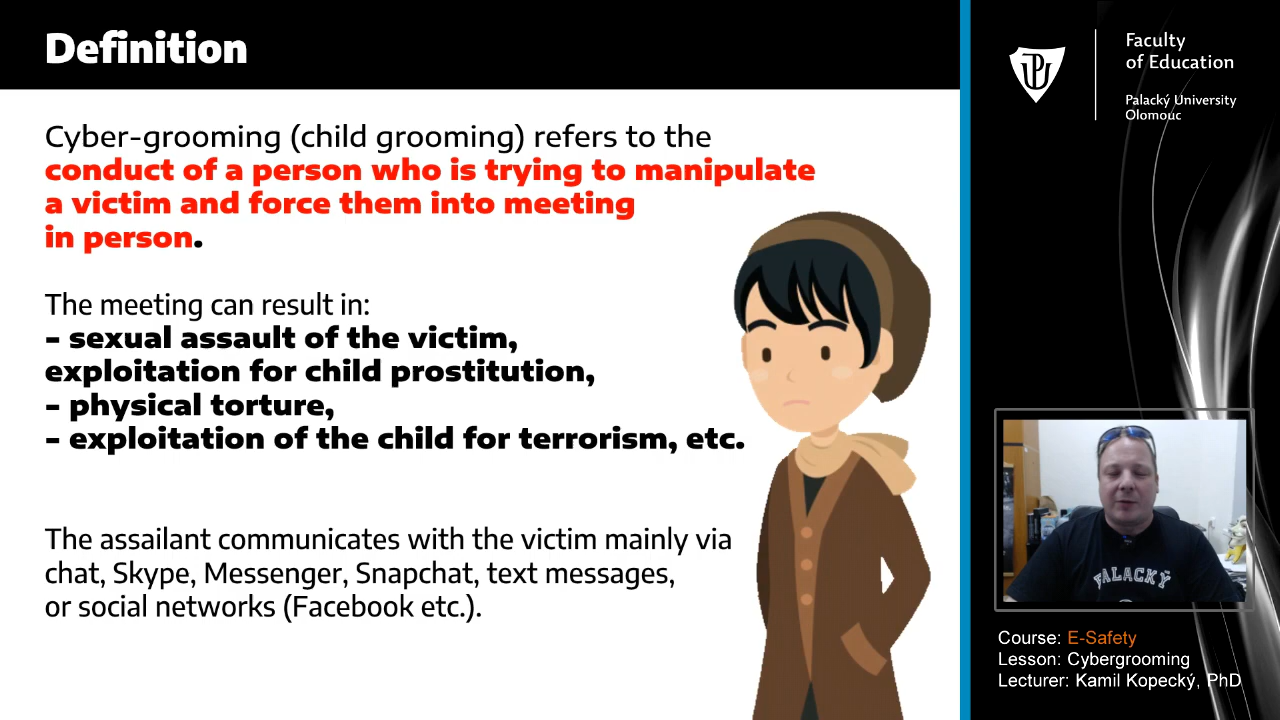 Definition
Cyber-grooming (child grooming) refers to the
conduct of a person who is trying to manipulate
a victim and force them into meeting
in person.
The meeting can result in:
– sexual assault of the victim,
exploitation for child prostitution,
– physical torture,
– exploitation of the child for terrorism, etc.
The assailant communicates with the victim mainly via
chat, Skype, Messenger, Snapchat, text messages,
or social networks (Facebook etc.).
Faculty
of Education
Palacký University
Olomouc
PALACKÝ
Course: E-Safety
Lesson: Cybergrooming
Lecturer: Kamil Kopecký, PhD